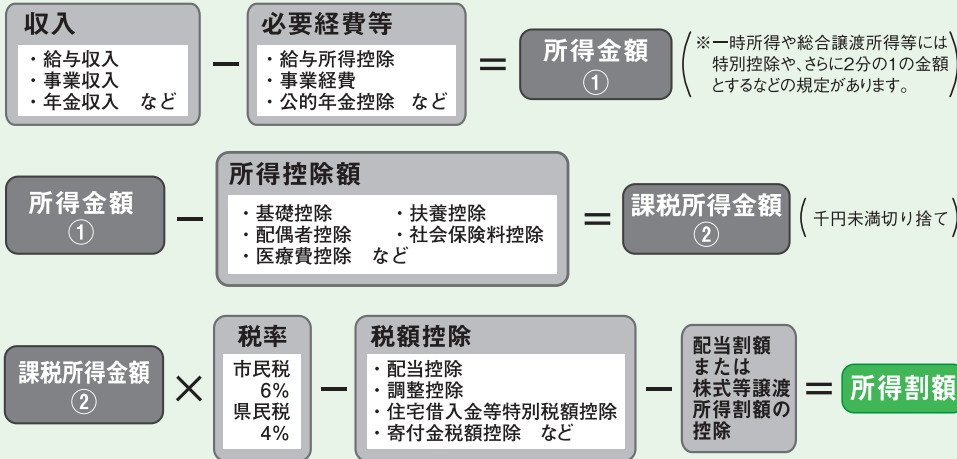 収入
・給与収入
・事業収入
・年金収入　など
−
必要経費等
・給与所得控除
・事業経費
・公的年金控除　など
=
所得金額
①
(※一時所得や総合譲渡所得等には
特別控除や、さらに2分の1の金額
とするなどの規定があります。)
所得金額
①
−
所得控除額
・基礎控除　・扶養控除
・配偶者控除　・社会保険料控除
・医療費控除　など
=
課税所得金額
②
(千円未満切り捨て)
課税所得金額
②
×
税率
市民税
6%
県民税
4%
−
税額控除
・配当控除
・調整控除
・住宅借入金等特別税額控除
・寄付金税額控除　など
−
配当割額
または
株式等譲渡
所得割額の
控除
=
所得割額